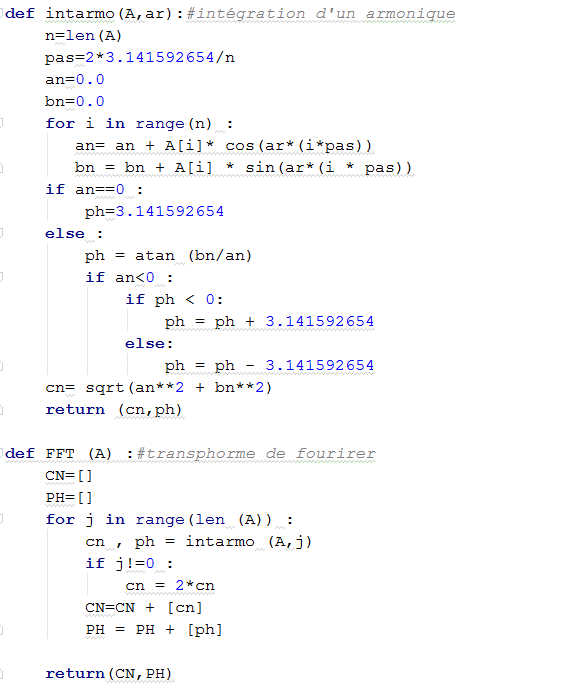 def intarmo(A,ar):#intégration d'un armonique
    n=len(A)
    pas=2*3.141592654/n
    an=0.0
    bn=0.0
    for i in range(n) :
       an= an + A[i]* cos(ar*(i*pas))
       bn = bn + A[i] * sin(ar*(i * pas))
    if an==0 :
        ph=3.141592654
    else :
        ph = atan (bn/an)
        if an<0 :
            if ph < 0:
                ph = ph + 3.141592654
            else:
                ph = ph - 3.141592654
    cn= sqrt(an**2 + bn**2)
    return (cn,ph)

def FFT (A) :#transphorme de fourirer
    CN=[]
    PH=[]
    for j in range(len (A)) :
        cn , ph = intarmo (A,j)
        if j!=0 :
            cn = 2*cn
        CN=CN + [cn]
        PH = PH + [ph]

    return(CN,PH)